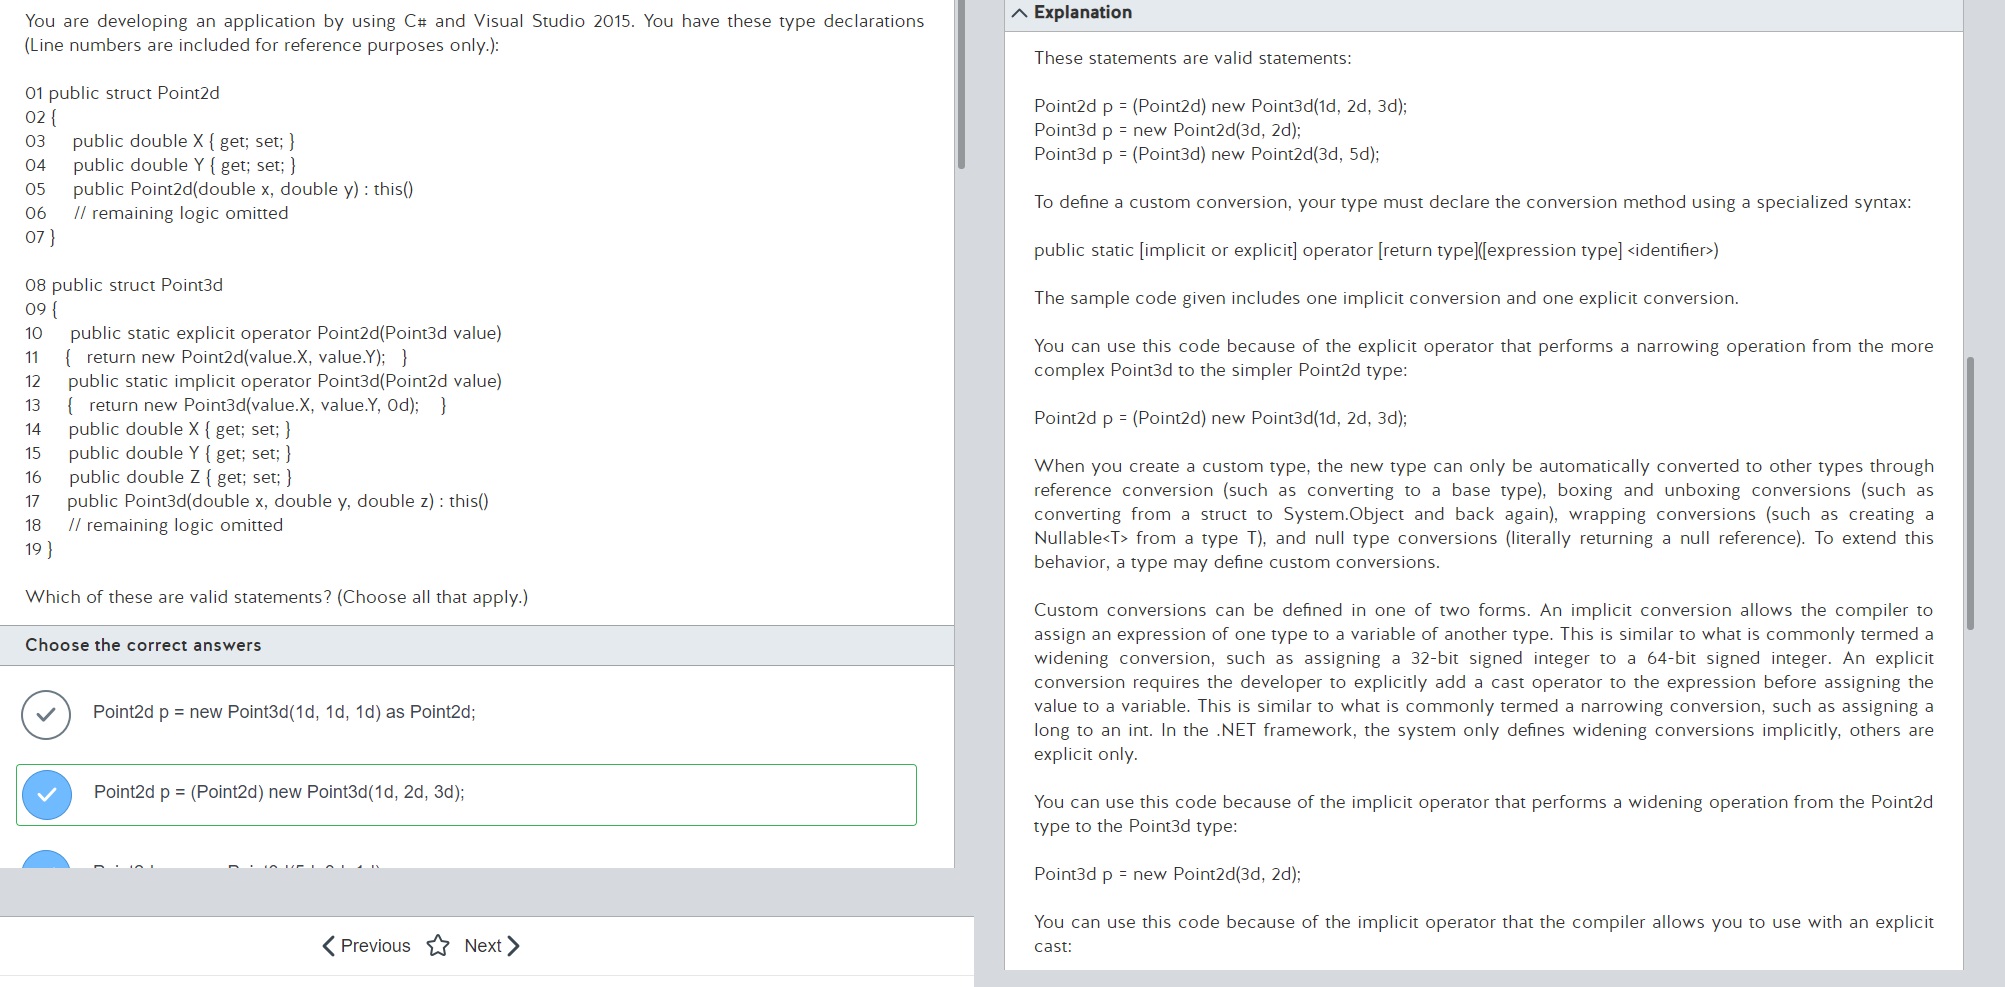 You are developing an application by using C# and Visual Studio 2015. You have these type declarations
(Line numbers are included for reference purposes only.):
01 public struct Point2d
02 {
03 public double X { get; set; }
04 public double Y { get; set; }
05 public Point2d(double x, double y) : this()
06 // remaining logic omitted
07 }
08 public struct Point3d
09 {
10 public static explicit operator Point2d(Point3d value)
11 { return new Point2d(value.X, value.Y); }
12 public static implicit operator Point3d(Point2d value)
13 { return new Point3d(value.X, value.Y, 0d); }
14 public double X { get; set; }
15 public double Y { get; set; }
16 public double Z { get; set; }
17 public Point3d(double x, double y, double z) : this()
18 // remaining logic omitted
19 }
Which of these are valid statements? (Choose all that apply.)
Choose the correct answers
Point2d p = new Point3d(1d, 1d, 1d) as Point2d;
Point2d p = (Point2d) new Point3d(1d, 2d, 3d);
Previous
Next
Explanation
These statements are valid statements:
Point2d p = (Point2d) new Point3d(1d, 2d, 3d);
Point3d p = new Point2d(3d, 2d);
Point3d p = (Point3d) new Point2d(3d, 5d);
To define a custom conversion, your type must declare the conversion method using a specialized syntax:
public static [implicit or explicit] operator [return type]([expression type] <identifier>)
The sample code given includes one implicit conversion and one explicit conversion.
You can use this code because of the explicit operator that performs a narrowing operation from the more
complex Point3d to the simpler Point2d type:
Point2d p = (Point2d) new Point3d(1d, 2d, 3d);
When you create a custom type, the new type can only be automatically converted to other types through
reference conversion (such as converting to a base type), boxing and unboxing conversions (such as
converting from a struct to System.Object and back again), wrapping conversions (such as creating a
Nullable<T> from a type T), and null type conversions (literally returning a null reference). To extend this
behavior, a type may define custom conversions.
Custom conversions can be defined in one of two forms. An implicit conversion allows the compiler to
assign an expression of one type to a variable of another type. This is similar to what is commonly termed a
widening conversion, such as assigning a 32-bit signed integer to a 64-bit signed integer. An explicit
conversion requires the developer to explicitly add a cast operator to the expression before assigning the
value to a variable. This is similar to what is commonly termed a narrowing conversion, such as assigning a
long to an int. In the .NET framework, the system only defines widening conversions implicitly, others are
explicit only.
You can use this code because of the implicit operator that performs a widening operation from the Point2d
type to the Point3d type:
Point3d p = new Point2d(3d, 2d);
You can use this code because of the implicit operator that the compiler allows you to use with an explicit
cast: